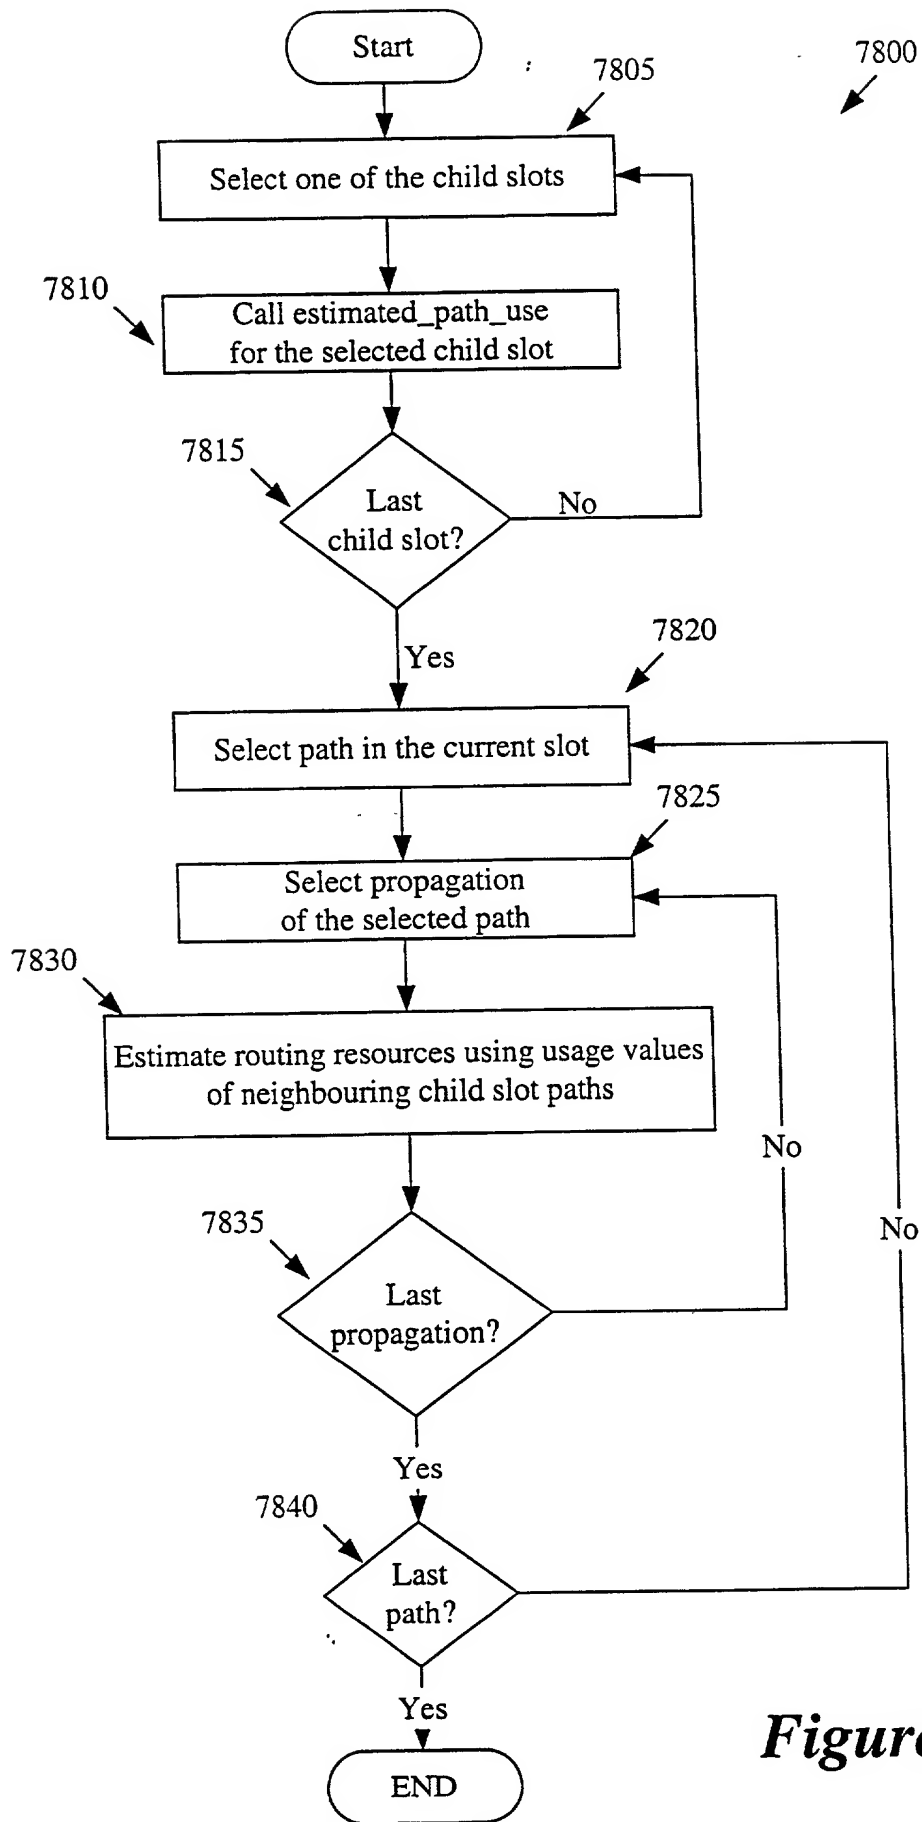 Start
7800
7805
Select one of the child slots
7810
Call estimated_path_use
for the selected child slot
7815
Last
child slot?
No
Yes
7820
Select path in the current slot
7825
Select propagation
of the selected path
7830
Estimate routing resources using usage values
of neighbouring child slot paths
No
7835
No
Last
propagation?
Yes
7840
Last
path?
Yes
Figure
END